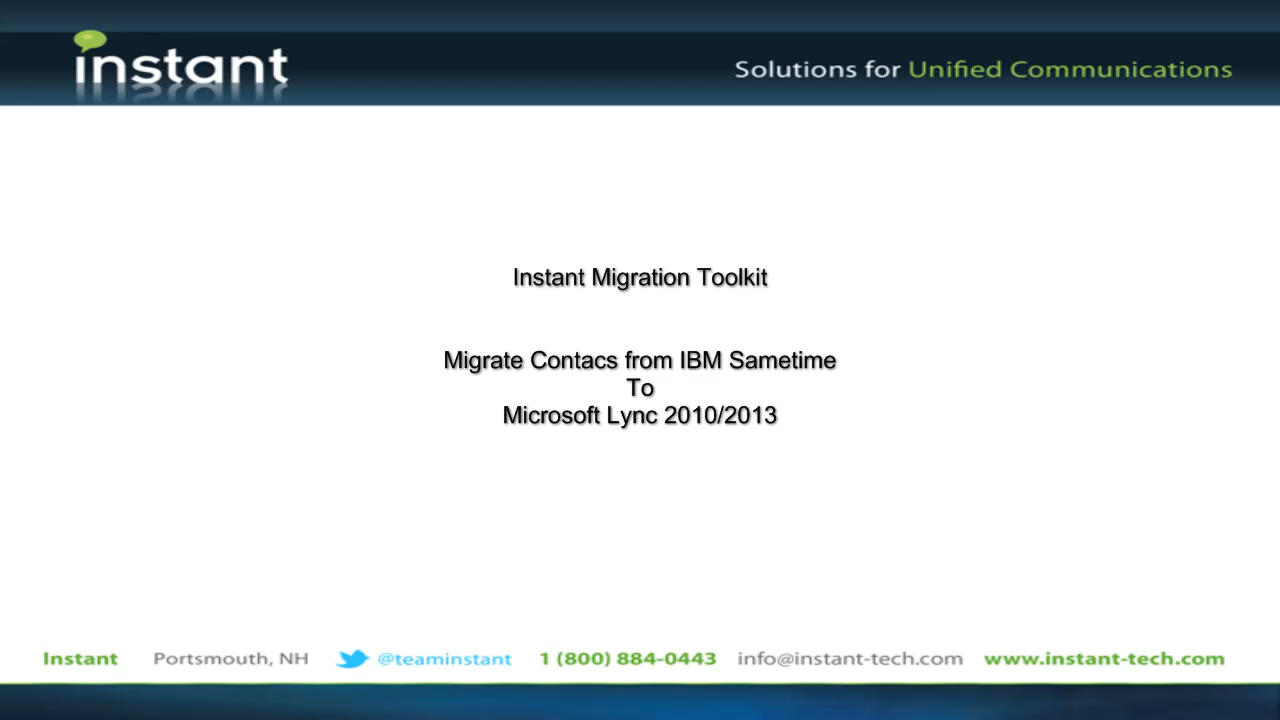 instant
Solutions for Unified Communications
Instant Migration Toolkit
Migrate Contacs from IBM Sametime
To
Microsoft Lync 2010/2013
Instant Portsmouth, NH @teaminstant 1 (800) 884-0443 info@instant-tech.com www.instant-tech.com